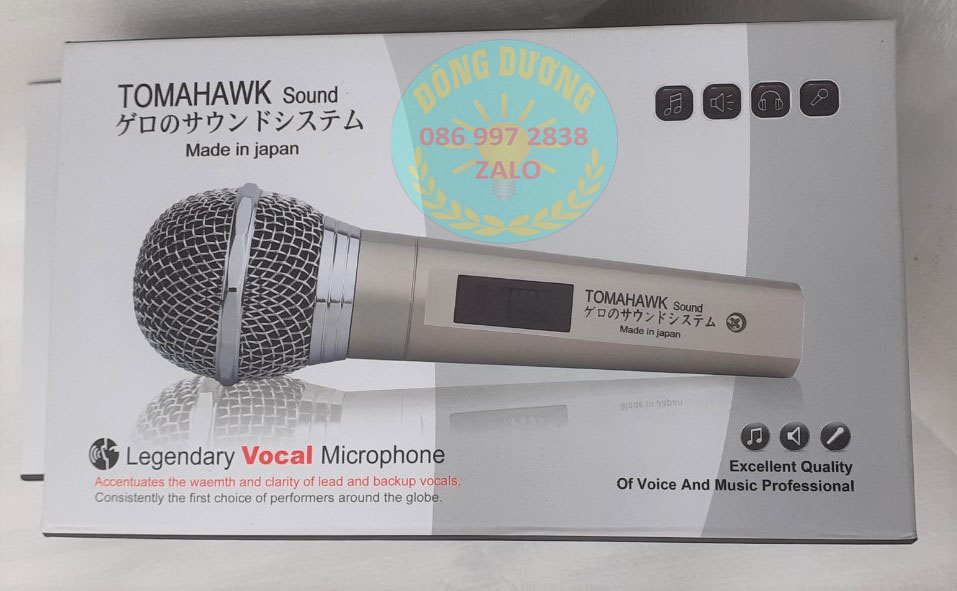 TOMAHAWK Sound
ゲロのサウンドシステム
Made in japan
ĐÔNG DƯƠNG
086 997 2838
ZALO
TOMAHAWK Sound
ゲロのサウンドシステム
Made in japan
Legendary Vocal Microphone
Accentuates the waemth and clarity of lead and backup vocals.
Consistently the first choice of performers around the globe.
Excellent Quality
Of Voice And Music Professional